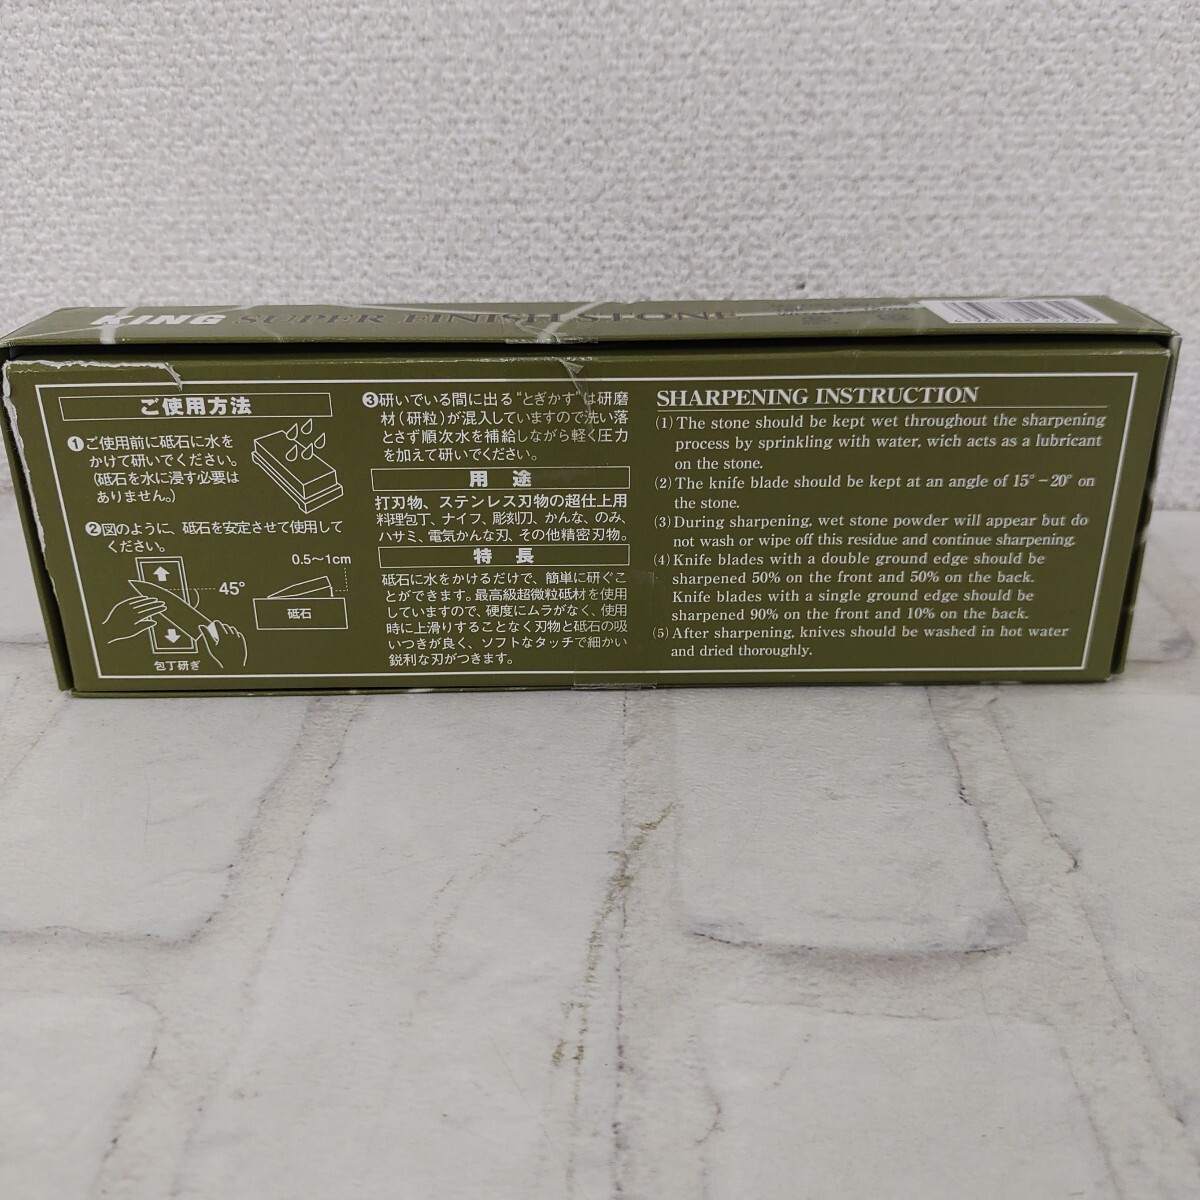 KING SUPER FINISH STONE
ご使用方法
❶ご使用前に砥石に水を
かけて研いでください。
(砥石を水に浸す必要は
ありません。)
❷図のように、砥石を安定させて使用して
ください。
45°
包丁研ぎ
0.5〜1cm
砥石
❸研いでいる間に出る“とぎかす”は研磨
材(研粒)が混入していますので洗い落
とさず順次水を補給しながら軽く圧力
を加えて研いでください。
用途
打刃物、ステンレス刃物の超仕上用
料理包丁、ナイフ、彫刻刀、かんな、のみ、
ハサミ、電気かんな刃、その他精密刃物。
特長
砥石に水をかけるだけで、簡単に研ぐこ
とができます。最高級超微粒砥材を使用
していますので、硬度にムラがなく、使用
時に上滑りすることなく刃物と砥石の吸
いつきが良く、ソフトなタッチで細かい
鋭利な刃がつきます。
SHARPENING INSTRUCTION
(1) The stone should be kept wet throughout the sharpening
process by sprinkling with water, wich acts as a lubricant
on the stone.
(2) The knife blade should be kept at an angle of 15°-20° on
the stone.
(3) During sharpening, wet stone powder will appear but do
not wash or wipe off this residue and continue sharpening.
(4) Knife blades with a double ground edge should be
sharpened 50% on the front and 50% on the back.
Knife blades with a single ground edge should be
sharpened 90% on the front and 10% on the back.
(5) After sharpening, knives should be washed in hot water
and dried thoroughly.